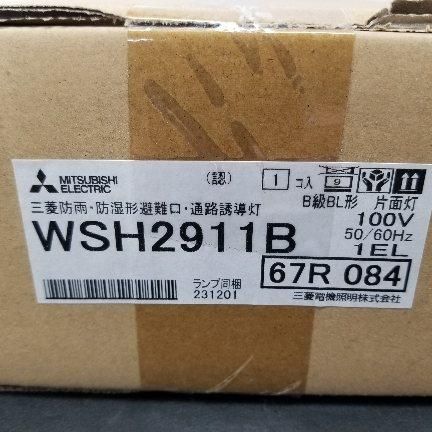 MITSUBISHI ELECTRIC (認) 1 コ入 9
B級BL形 片面灯
三菱防雨・防湿形避難口・通路誘導灯 100V
WSH2911B 50/60Hz
1EL
67R 084
ランプ同梱
231201 三菱電機照明株式会社